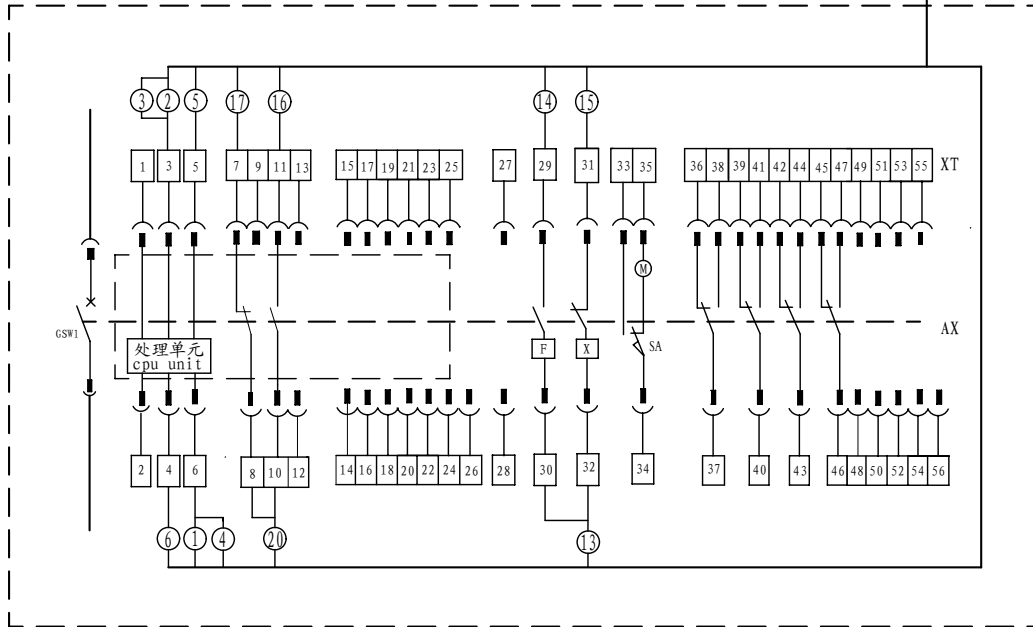 3 2 5 17 16 14 15
1 3 5 7 9 11 13 15 17 19 21 23 25 27 29 31 33 35 36 38 39 41 42 44 45 47 49 51 53 55 XT
M
GSW1 AX
处理单元 F X SA
cpu unit
2 4 6 8 10 12 14 16 18 20 22 24 26 28 30 32 34 37 40 43 46 48 50 52 54 56
6 1 4 20 13